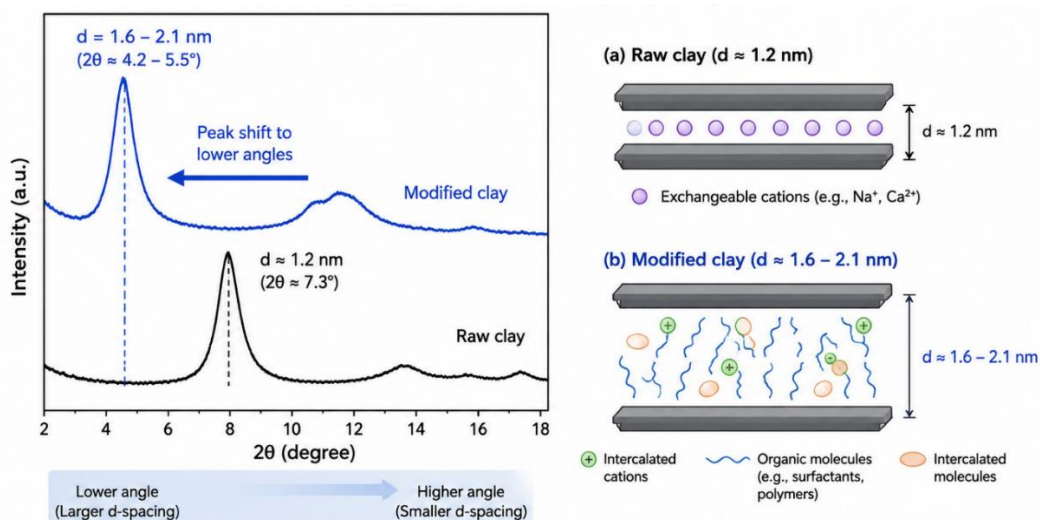 d = 1.6 – 2.1 nm
(2θ ≈ 4.2 – 5.5°)
Peak shift to
lower angles
Modified clay
d ≈ 1.2 nm
(2θ ≈ 7.3°)
Raw clay
Intensity (a.u.)
2
4
6
8
10
12
14
16
18
2θ (degree)
Lower angle
(Larger d-spacing)
Higher angle
(Smaller d-spacing)
(a) Raw clay (d ≈ 1.2 nm)
d ≈ 1.2 nm
Exchangeable cations (e.g., Na⁺, Ca²⁺)
(b) Modified clay (d ≈ 1.6 – 2.1 nm)
+
+
+
+
d ≈ 1.6 – 2.1 nm
+ Intercalated
cations
Organic molecules
(e.g., surfactants,
polymers)
Intercalated
molecules